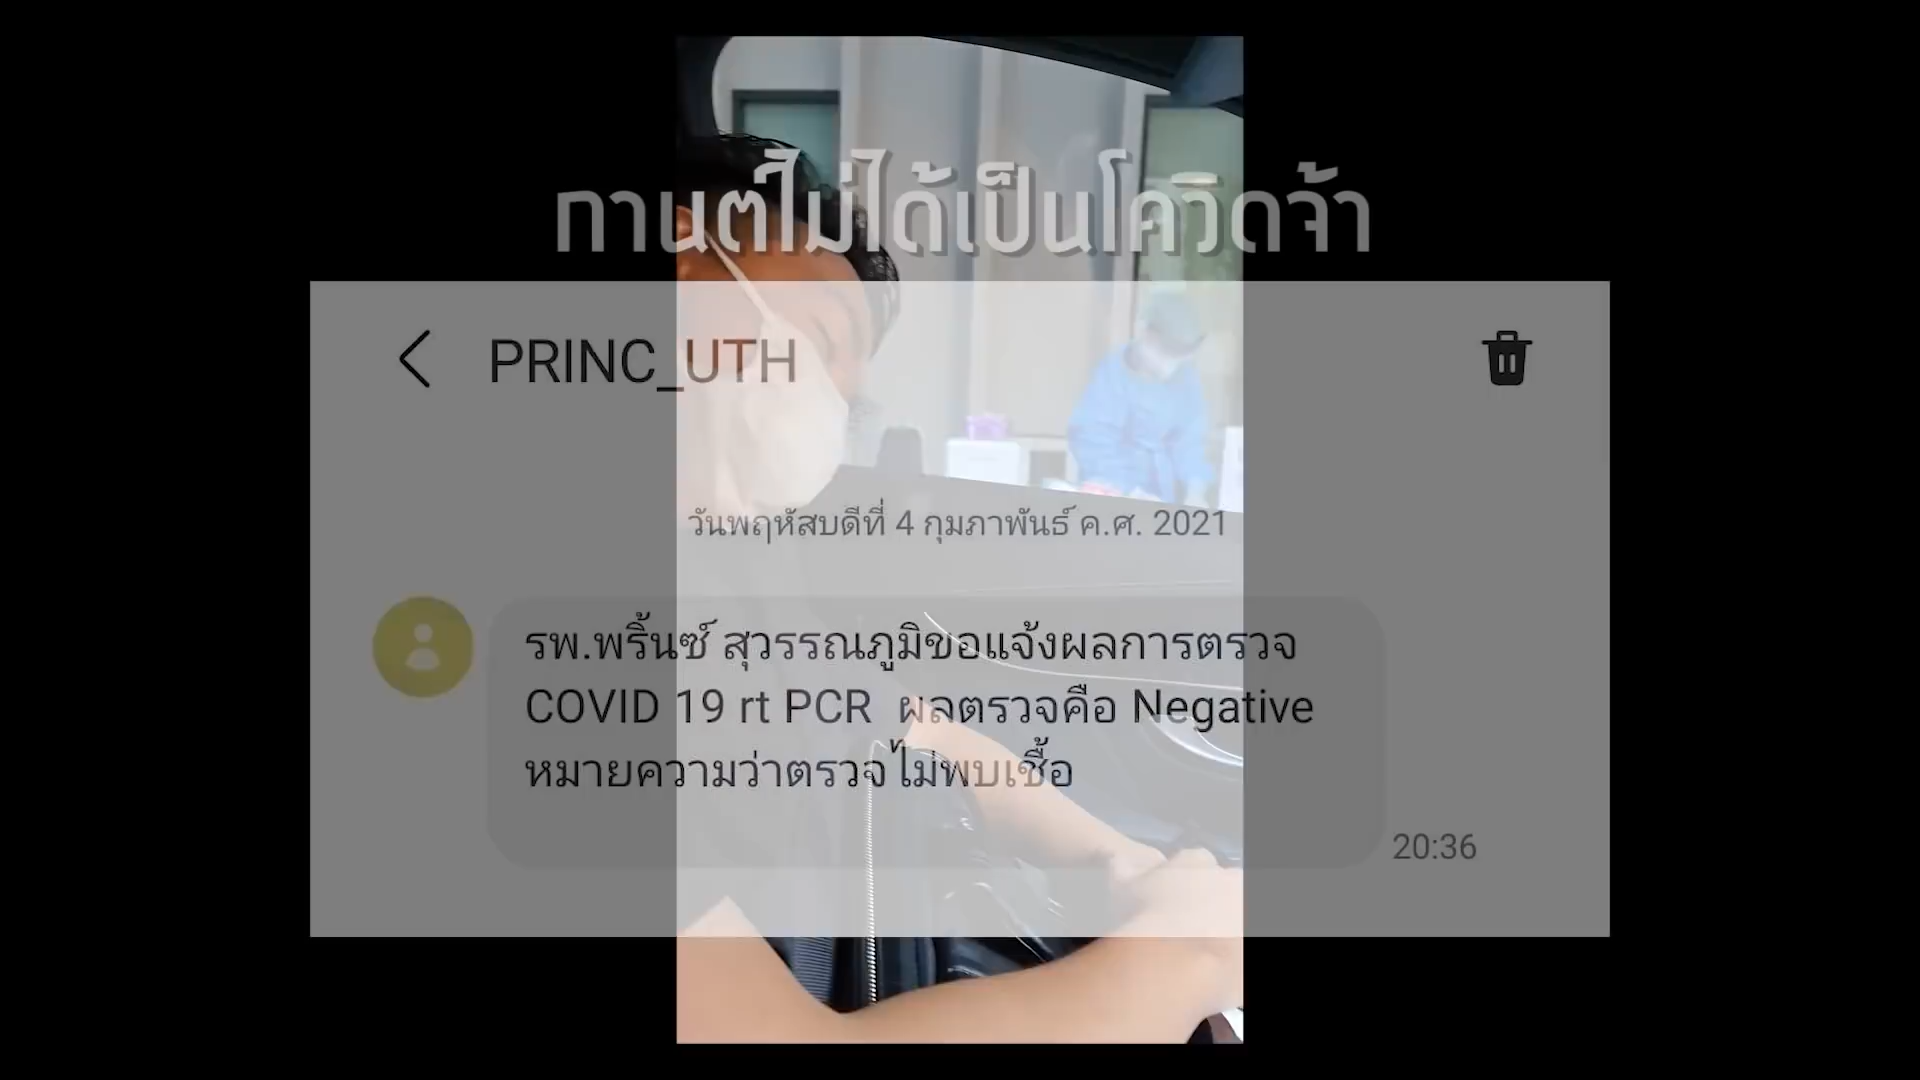 กานต์ไม่ได้เป็นโควิดจ้า
PRINC_UTH
วันพฤหัสบดีที่ 4 กุมภาพันธ์ ค.ศ. 2021
รพ.พริ้นซ์ สุวรรณภูมิขอแจ้งผลการตรวจ
COVID 19 rt PCR ผลตรวจคือ Negative
หมายความว่าตรวจไม่พบเชื้อ
20:36